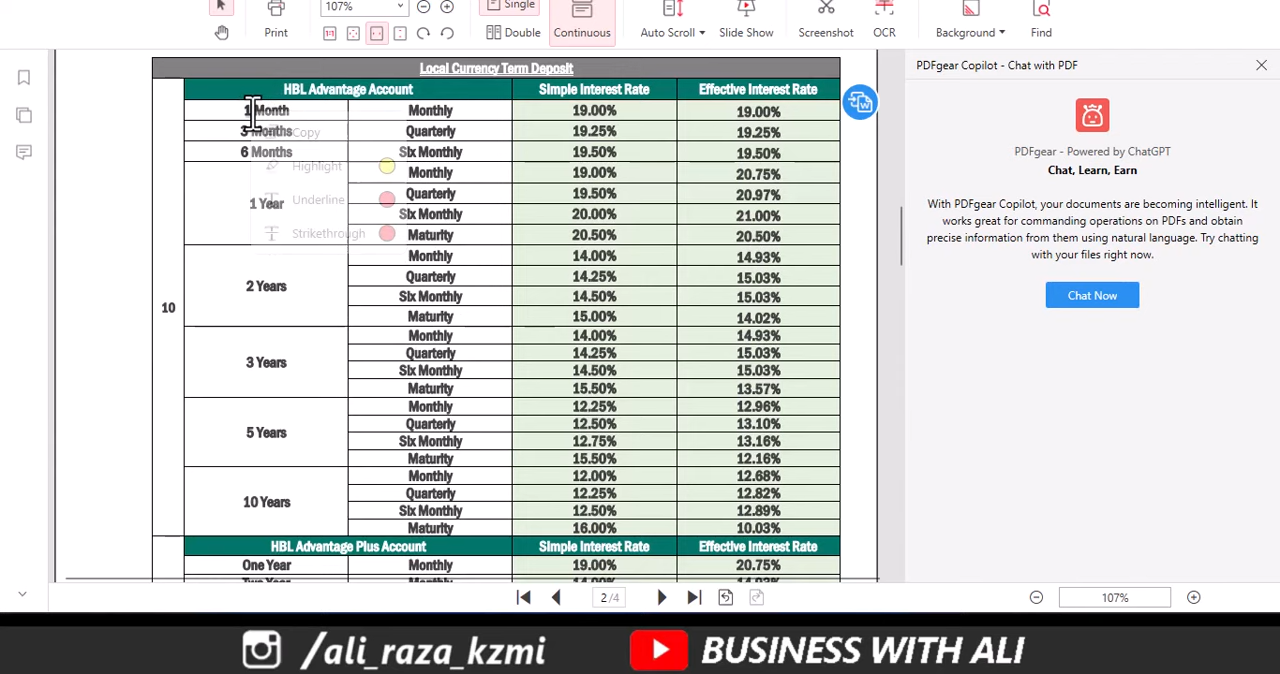 107%
Single
Print
Double
Continuous
Auto Scroll
Slide Show
Screenshot
OCR
Background
Find
Local Currency Term Deposit
HBL Advantage Account Simple Interest Rate Effective Interest Rate
1 Month Monthly 19.00% 19.00%
3 Months Quarterly 19.25% 19.25%
6 Months Six Monthly 19.50% 19.50%
1 Year Monthly 19.00% 20.75%
Quarterly 19.50% 20.97%
Six Monthly 20.00% 21.00%
Maturity 20.50% 20.50%
2 Years Monthly 14.00% 14.93%
Quarterly 14.25% 15.03%
Six Monthly 14.50% 15.03%
Maturity 15.00% 14.02%
10
3 Years Monthly 14.00% 14.93%
Quarterly 14.25% 15.03%
Six Monthly 14.50% 15.03%
Maturity 15.50% 13.57%
5 Years Monthly 12.25% 12.96%
Quarterly 12.50% 13.10%
Six Monthly 12.75% 13.16%
Maturity 15.50% 12.16%
10 Years Monthly 12.00% 12.68%
Quarterly 12.25% 12.82%
Six Monthly 12.50% 12.89%
Maturity 16.00% 10.03%
HBL Advantage Plus Account Simple Interest Rate Effective Interest Rate
One Year Monthly 19.00% 20.75%
Copy
Highlight
Underline
Strikethrough
PDFgear Copilot - Chat with PDF
PDFgear - Powered by ChatGPT
Chat, Learn, Earn
With PDFgear Copilot, your documents are becoming intelligent. It
works great for commanding operations on PDFs and obtain
precise information from them using natural language. Try chatting
with your files right now.
Chat Now
2 /4
107%
/ali_raza_kzmi
BUSINESS WITH ALI